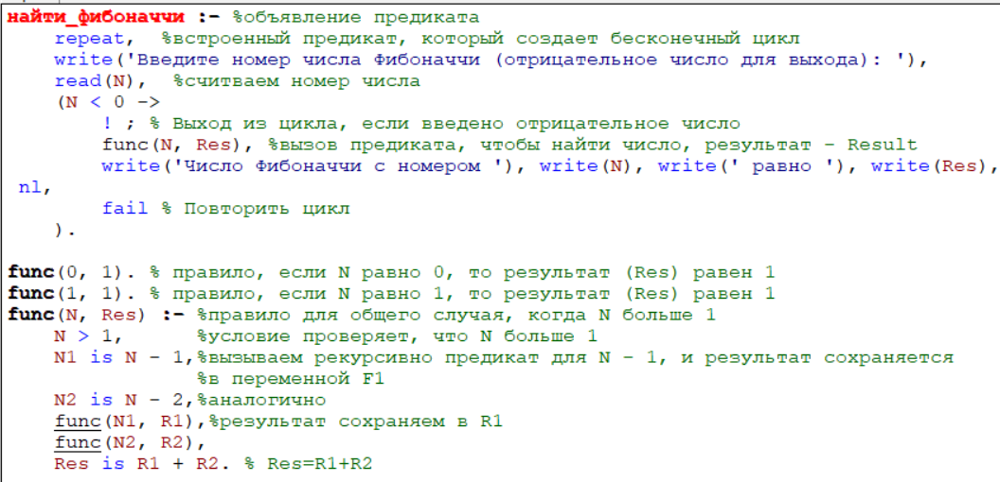 найти_фибоначчи :- %объявление предиката
    repeat,  %встроенный предикат, который создает бесконечный цикл
    write('Введите номер числа Фибоначчи (отрицательное число для выхода): '),
    read(N),  %считваем номер числа
    (N < 0 ->
        ! ; % Выход из цикла, если введено отрицательное число
        func(N, Res), %вызов предиката, чтобы найти число, результат - Result
        write('Число Фибоначчи с номером '), write(N), write(' равно '), write(Res),
 nl,
        fail % Повторить цикл
    ).
func(0, 1). % правило, если N равно 0, то результат (Res) равен 1
func(1, 1). % правило, если N равно 1, то результат (Res) равен 1
func(N, Res) :- %правило для общего случая, когда N больше 1
    N > 1,       %условие проверяет, что N больше 1
    N1 is N - 1,%вызываем рекурсивно предикат для N - 1, и результат сохраняется
                %в переменной F1
    N2 is N - 2,%аналогично
    func(N1, R1),%результат сохраняем в R1
    func(N2, R2),
    Res is R1 + R2. % Res=R1+R2